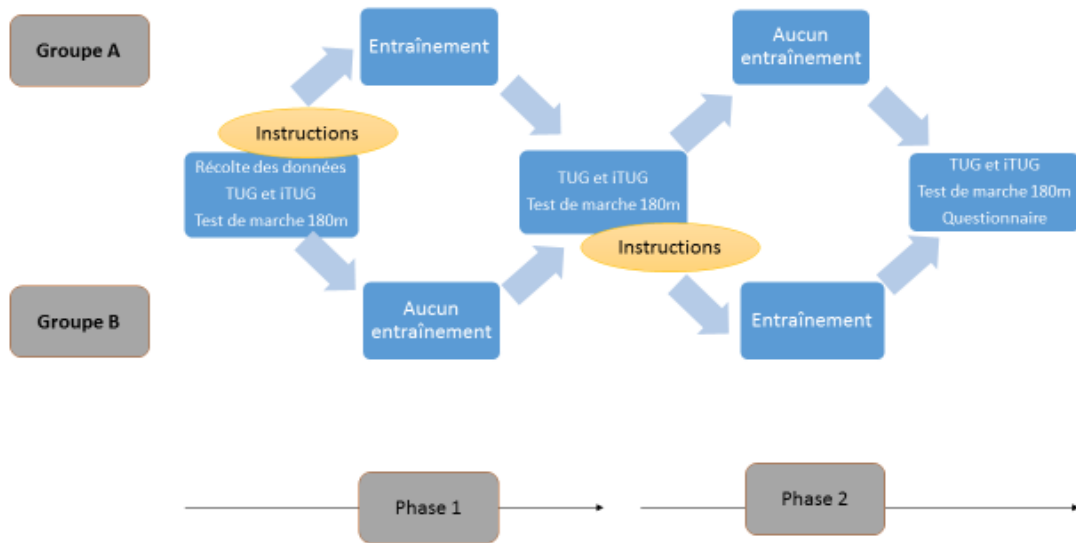 Groupe A
Entraînement
Aucun
entraînement
Instructions
Récolte des données
TUG et iTUG
Test de marche 180m
TUG et iTUG
Test de marche 180m
Instructions
TUG et iTUG
Test de marche 180m
Questionnaire
Groupe B
Aucun
entraînement
Entraînement
Phase 1
Phase 2